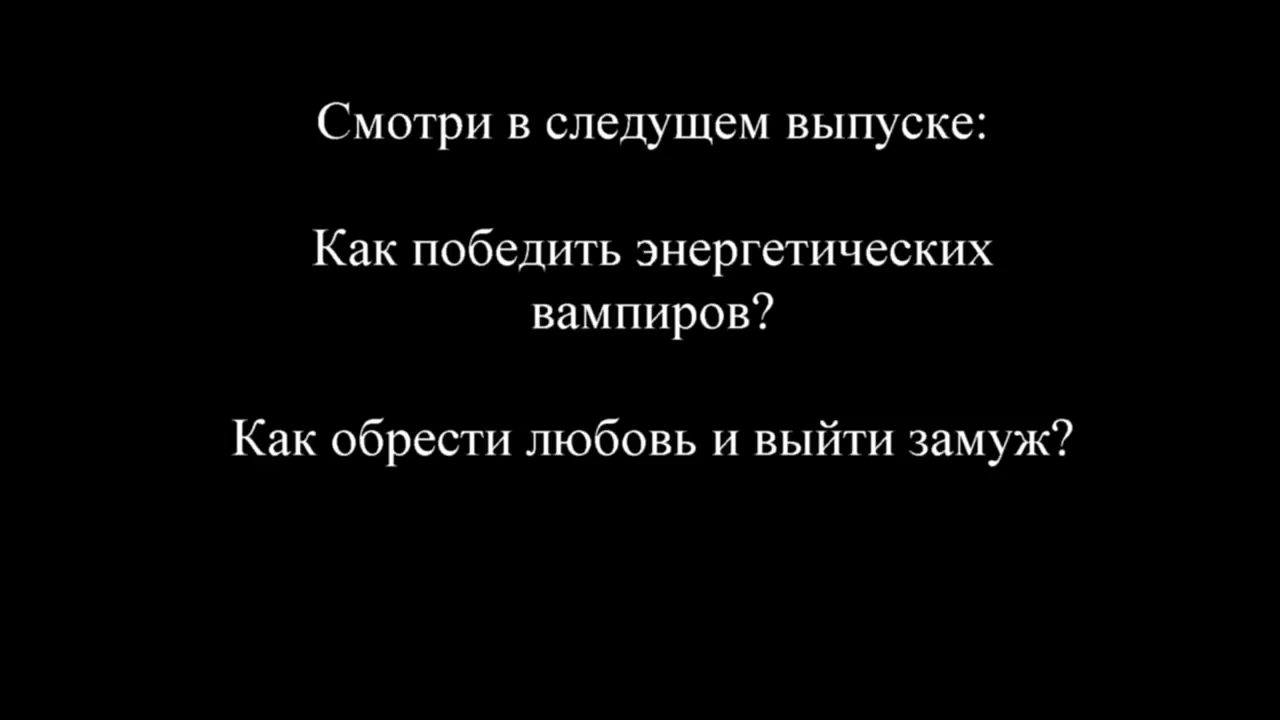 Смотри в следущем выпуске:
Как победить энергетических
вампиров?
Как обрести любовь и выйти замуж?